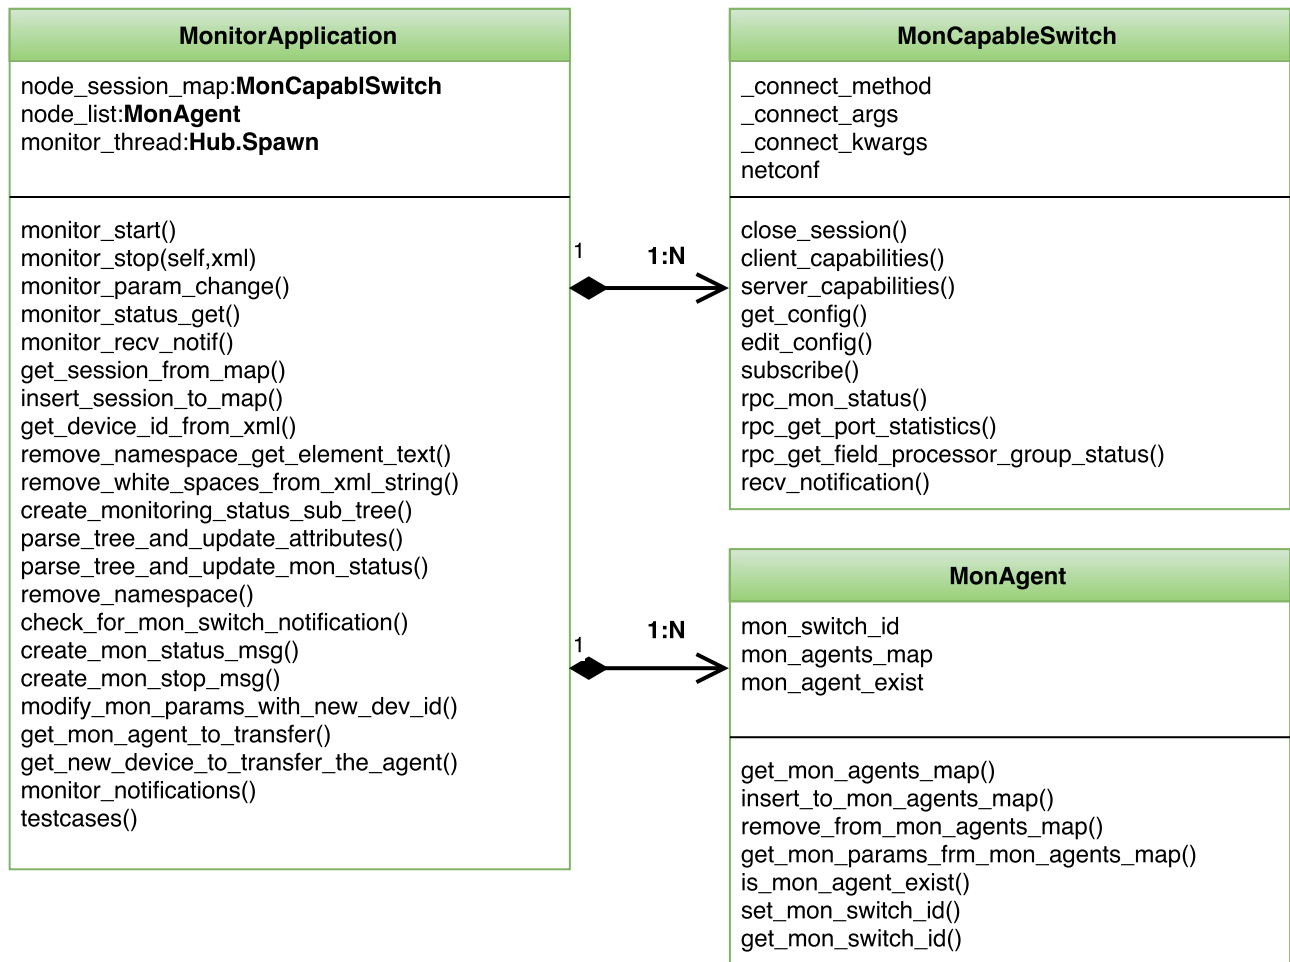 MonitorApplication
node_session_map:MonCapablSwitch
node_list:MonAgent
monitor_thread:Hub.Spawn
monitor_start()
monitor_stop(self,xml)
monitor_param_change()
monitor_status_get()
monitor_recv_notif()
get_session_from_map()
insert_session_to_map()
get_device_id_from_xml()
remove_namespace_get_element_text()
remove_white_spaces_from_xml_string()
create_monitoring_status_sub_tree()
parse_tree_and_update_attributes()
parse_tree_and_update_mon_status()
remove_namespace()
check_for_mon_switch_notification()
create_mon_status_msg()
create_mon_stop_msg()
modify_mon_params_with_new_dev_id()
get_mon_agent_to_transfer()
get_new_device_to_transfer_the_agent()
monitor_notifications()
testcases()
1
1:N
1
1:N
MonCapableSwitch
_connect_method
_connect_args
_connect_kwargs
netconf
close_session()
client_capabilities()
server_capabilities()
get_config()
edit_config()
subscribe()
rpc_mon_status()
rpc_get_port_statistics()
rpc_get_field_processor_group_status()
recv_notification()
MonAgent
mon_switch_id
mon_agents_map
mon_agent_exist
get_mon_agents_map()
insert_to_mon_agents_map()
remove_from_mon_agents_map()
get_mon_params_frm_mon_agents_map()
is_mon_agent_exist()
set_mon_switch_id()
get_mon_switch_id()